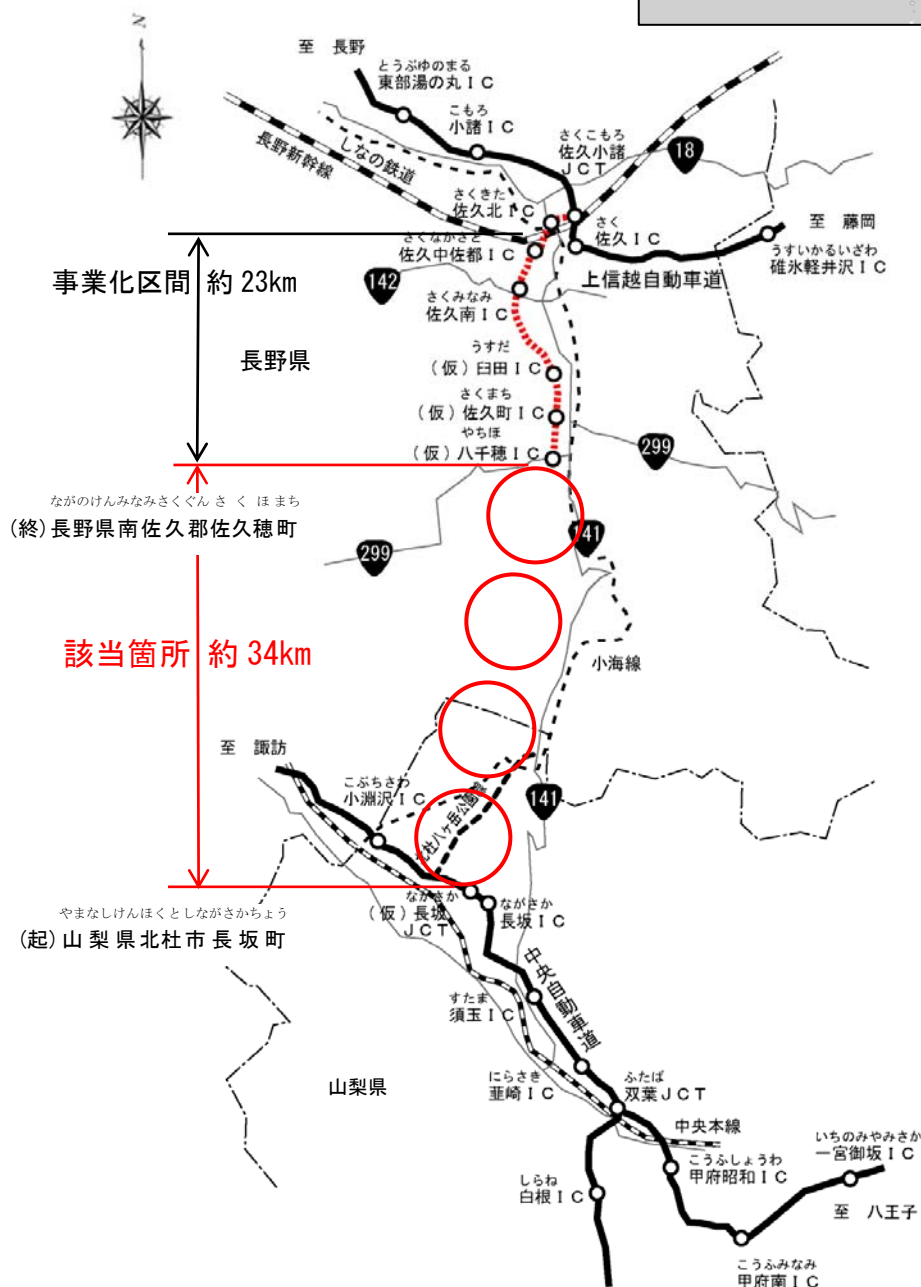 N
至 長野
とうぶゆのまる
東部湯の丸ＩＣ
こもろ
小諸ＩＣ
さくこもろ
佐久小諸
ＪＣＴ
18
長野新幹線
しなの鉄道
さくきた
佐久北ＩＣ
さく
佐久ＩＣ
至 藤岡
うすいかるいざわ
碓氷軽井沢ＩＣ
さくなかさと
佐久中佐都ＩＣ
上信越自動車道
事業化区間 約23km
142
さくみなみ
佐久南ＩＣ
長野県
うすだ
(仮)臼田ＩＣ
さくまち
(仮)佐久町ＩＣ
やちほ
(仮)八千穂ＩＣ
299
ながのけんみなみさくぐんさくほまち
(終)長野県南佐久郡佐久穂町
141
299
該当箇所 約34km
小海線
至 諏訪
こぶちさわ
小淵沢ＩＣ
141
ながさか
(仮)長坂
ＪＣＴ
ながさか
長坂ＩＣ
やまなしけんほくとしながさかちょう
(起)山梨県北杜市長坂町
中央自動車道
すたま
須玉ＩＣ
山梨県
にらさき
韮崎ＩＣ
ふたば
双葉ＪＣＴ
中央本線
いちのみやみさか
一宮御坂ＩＣ
こうふしょうわ
甲府昭和ＩＣ
しらね
白根ＩＣ
至 八王子
こうふみなみ
甲府南ＩＣ